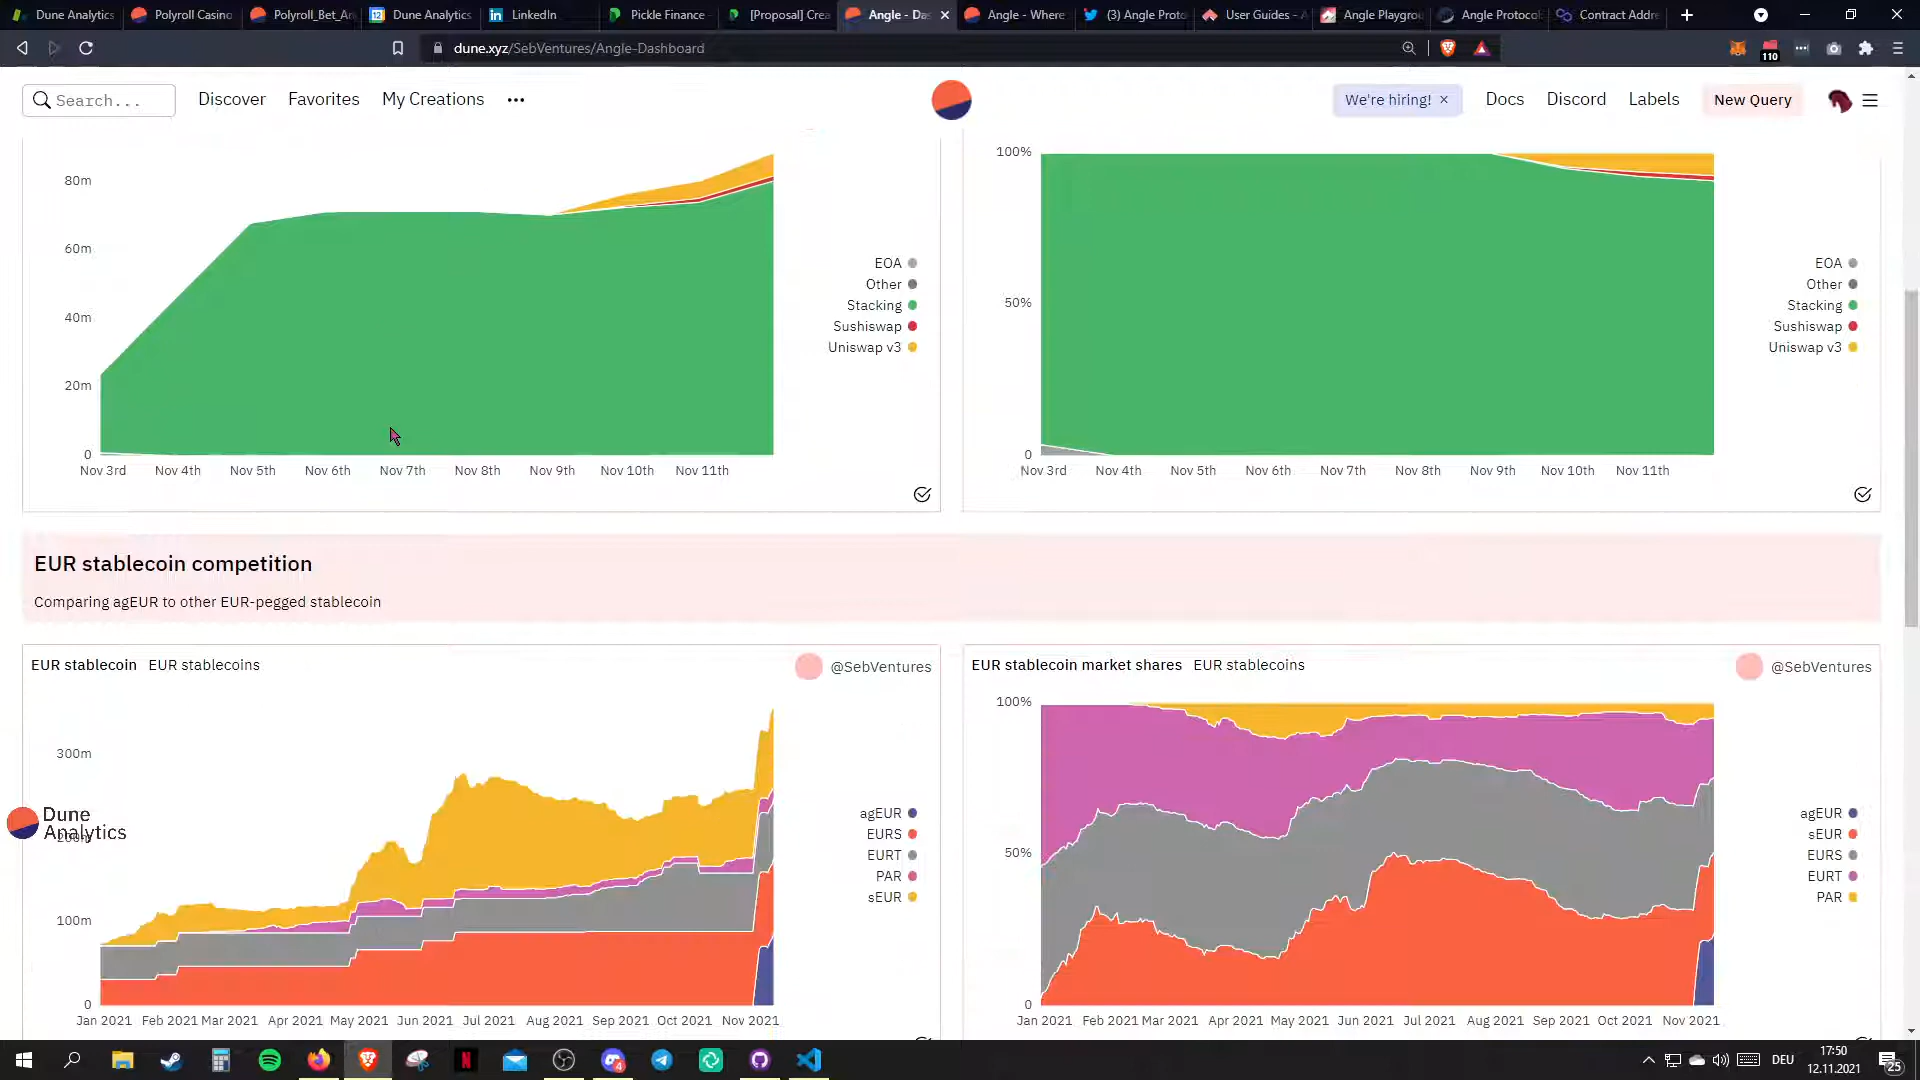 Dune Analytics
Polyroll Casino
Polyroll_Bet_An
Dune Analytics
LinkedIn
Pickle Finance
[Proposal] Crea
Angle - Das
Angle - Where
(3) Angle Proto
User Guides - A
Angle Playgrou
Angle Protocol
Contract Addre
dune.xyz/SebVentures/Angle-Dashboard
110
Search...
Discover
Favorites
My Creations
We're hiring! ×
Docs
Discord
Labels
New Query
80m
60m
40m
20m
0
Nov 3rd
Nov 4th
Nov 5th
Nov 6th
Nov 7th
Nov 8th
Nov 9th
Nov 10th
Nov 11th
EOA
Other
Stacking
Sushiswap
Uniswap v3
100%
50%
0
Nov 3rd
Nov 4th
Nov 5th
Nov 6th
Nov 7th
Nov 8th
Nov 9th
Nov 10th
Nov 11th
EOA
Other
Stacking
Sushiswap
Uniswap v3
EUR stablecoin competition
Comparing agEUR to other EUR-pegged stablecoin
EUR stablecoin EUR stablecoins
@SebVentures
300m
200m
100m
0
Jan 2021
Feb 2021
Mar 2021
Apr 2021
May 2021
Jun 2021
Jul 2021
Aug 2021
Sep 2021
Oct 2021
Nov 2021
agEUR
EURS
EURT
PAR
sEUR
Dune
Analytics
EUR stablecoin market shares EUR stablecoins
@SebVentures
100%
50%
0
Jan 2021
Feb 2021
Mar 2021
Apr 2021
May 2021
Jun 2021
Jul 2021
Aug 2021
Sep 2021
Oct 2021
Nov 2021
agEUR
sEUR
EURS
EURT
PAR
4
DEU
17:50
12.11.2021
25